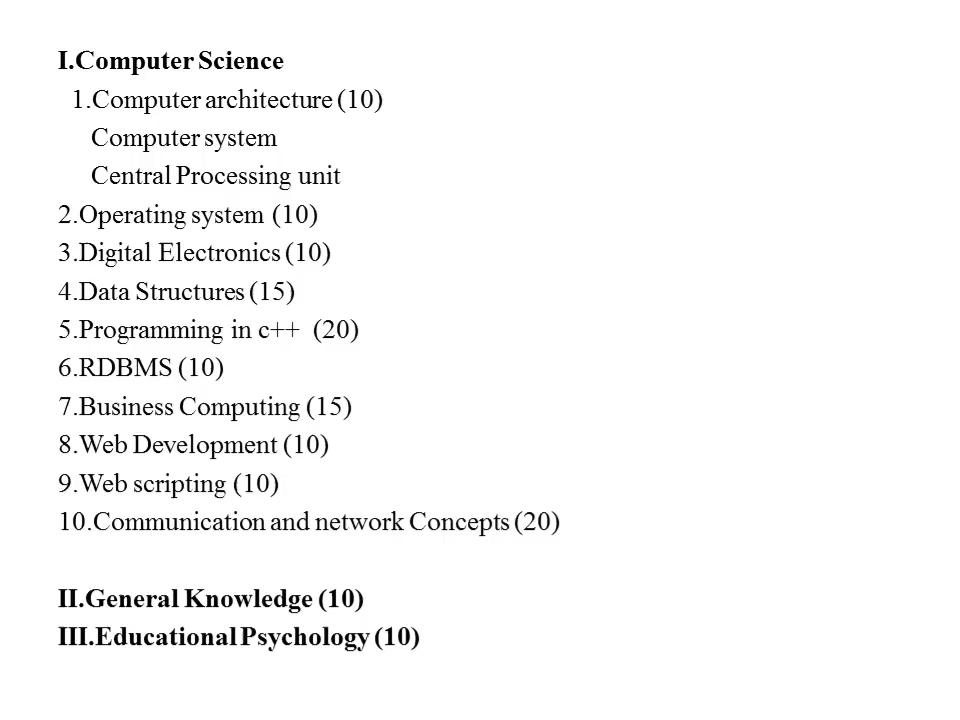 I.Computer Science
1.Computer architecture (10)
Computer system
Central Processing unit
2.Operating system (10)
3.Digital Electronics (10)
4.Data Structures (15)
5.Programming in c++ (20)
6.RDBMS (10)
7.Business Computing (15)
8.Web Development (10)
9.Web scripting (10)
10.Communication and network Concepts (20)
II.General Knowledge (10)
III.Educational Psychology (10)